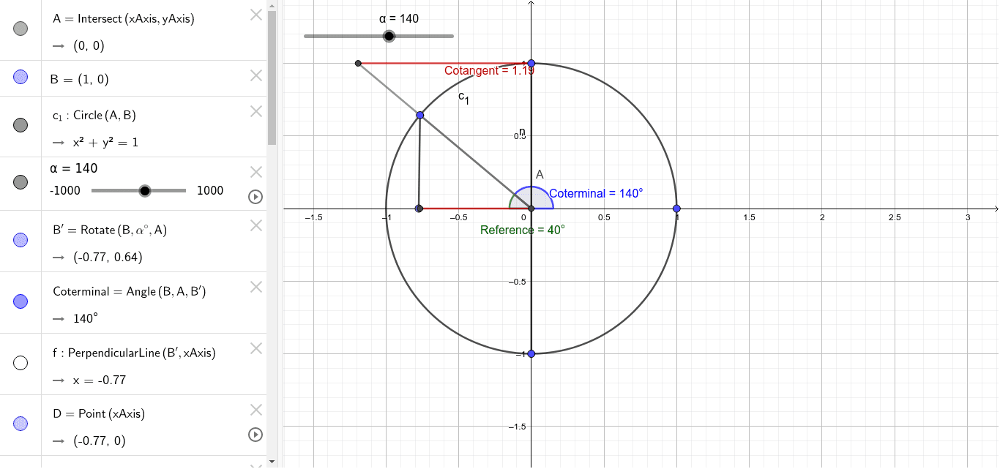 A = Intersect (xAxis, yAxis)
→ (0, 0)
B = (1, 0)
c₁ : Circle (A, B)
→ x² + y² = 1
α = 140
-1000 1000
B′ = Rotate (B, α°, A)
→ (-0.77, 0.64)
Coterminal = Angle (B, A, B′)
→ 140°
f : PerpendicularLine (B′, xAxis)
→ x = -0.77
D = Point (xAxis)
→ (-0.77, 0)
α = 140
1
Cotangent = 1.19
c₁
n
0.5
A
Coterminal = 140°
−1.5 −1 −0.5 0 0.5 1 1.5 2 2.5 3
Reference = 40°
−0.5
−1
−1.5